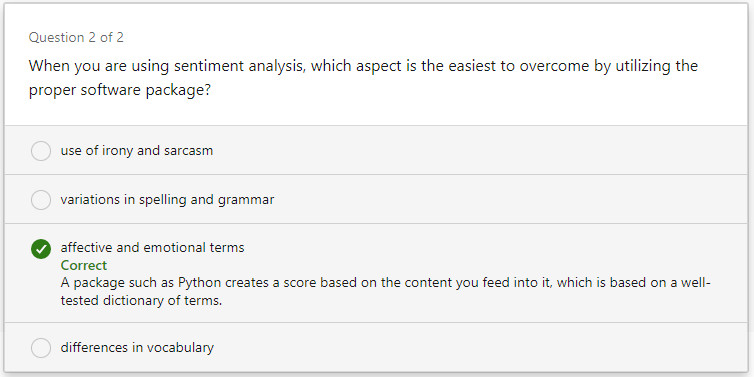 Question 2 of 2
When you are using sentiment analysis, which aspect is the easiest to overcome by utilizing the
proper software package?
use of irony and sarcasm
variations in spelling and grammar
affective and emotional terms
Correct
A package such as Python creates a score based on the content you feed into it, which is based on a well-
tested dictionary of terms.
differences in vocabulary